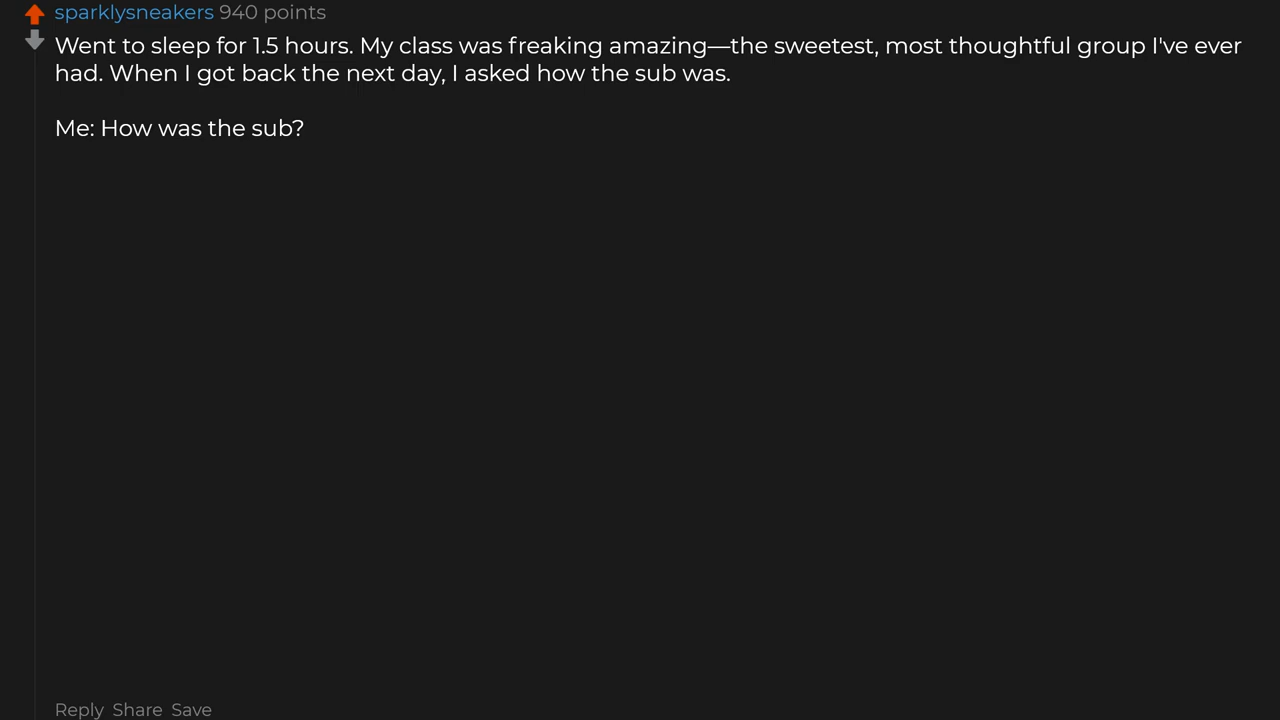 sparklysneakers 940 points
Went to sleep for 1.5 hours. My class was freaking amazing—the sweetest, most thoughtful group I've ever
had. When I got back the next day, I asked how the sub was.
Me: How was the sub?
Reply Share Save